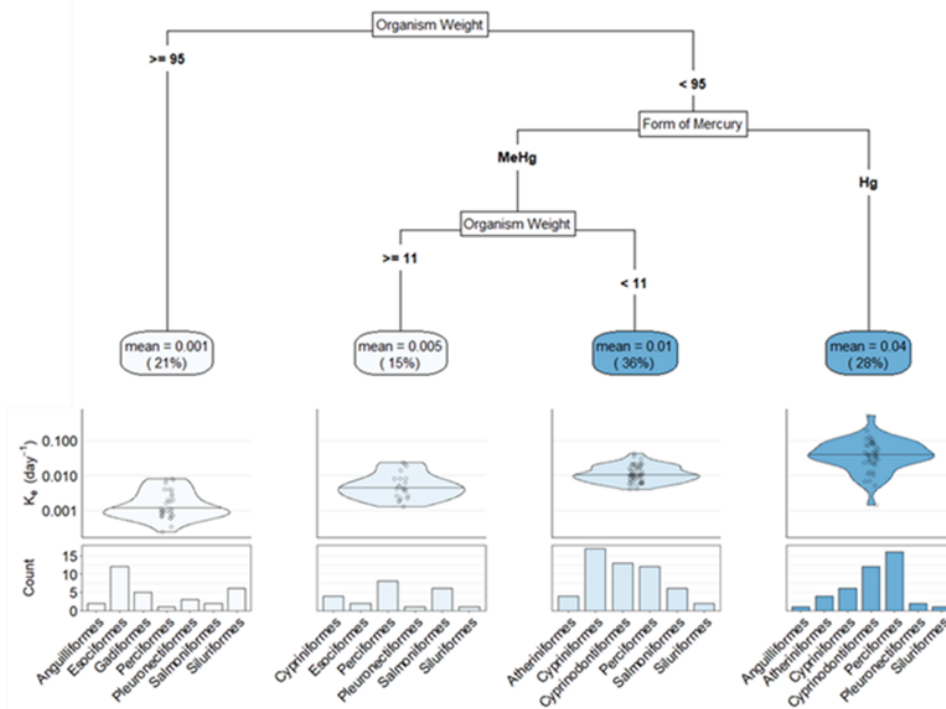 Organism Weight
>= 95
< 95
Form of Mercury
MeHg
Hg
Organism Weight
>= 11
< 11
mean = 0.001
( 21%)
mean = 0.005
( 15%)
mean = 0.01
( 36%)
mean = 0.04
( 28%)
Ke (day⁻¹)
0.100
0.010
0.001
Count
15
10
5
0
Anguilliformes
Esociformes
Gadiformes
Perciformes
Pleuronectiformes
Salmoniformes
Siluriformes
Cypriniformes
Esociformes
Perciformes
Pleuronectiformes
Salmoniformes
Siluriformes
Atheriniformes
Cypriniformes
Cyprinodontiformes
Perciformes
Salmoniformes
Siluriformes
Anguilliformes
Atheriniformes
Cypriniformes
Cyprinodontiformes
Perciformes
Pleuronectiformes
Siluriformes